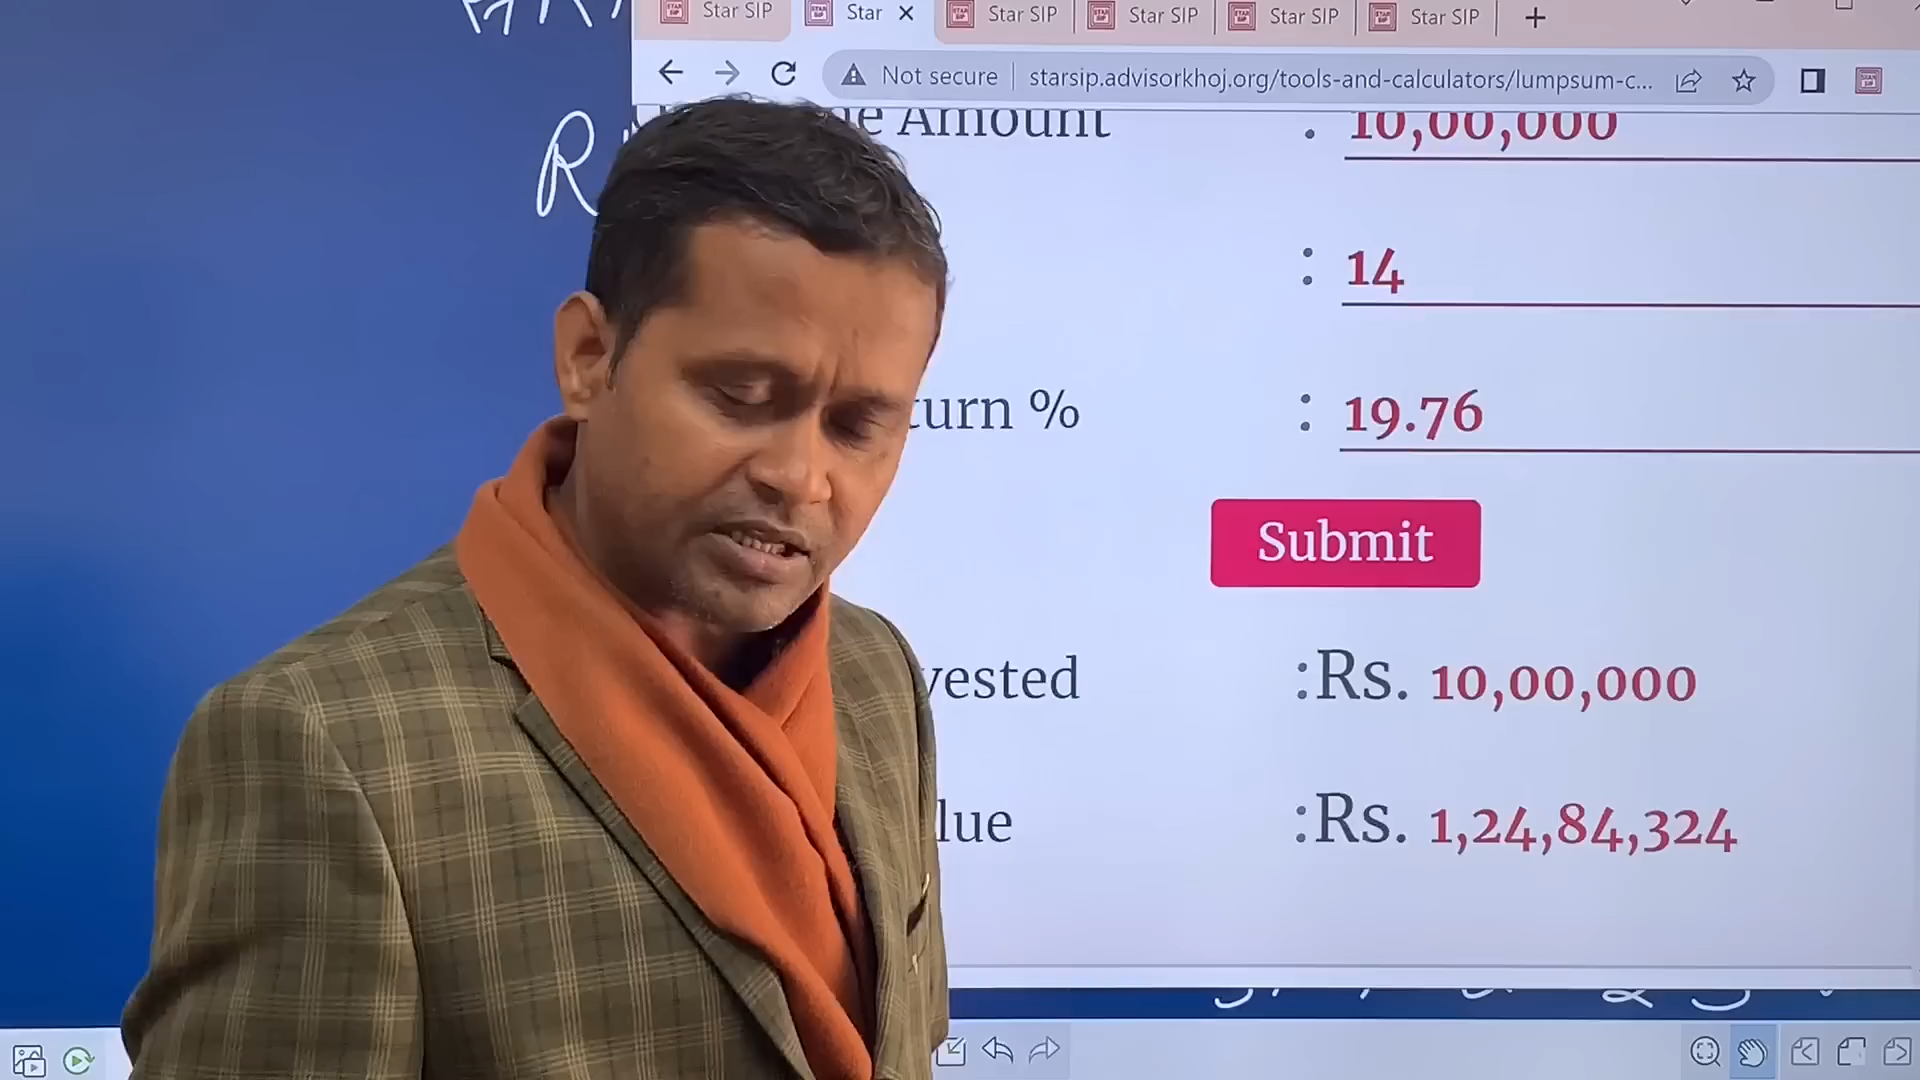 Star SIP Star Star SIP Star SIP Star SIP Star SIP
Not secure starsip.advisorkhoj.org/tools-and-calculators/lumpsum-c...
R
Amount : 10,00,000
: 14
turn % : 19.76
Submit
vested :Rs. 10,00,000
lue :Rs. 1,24,84,324